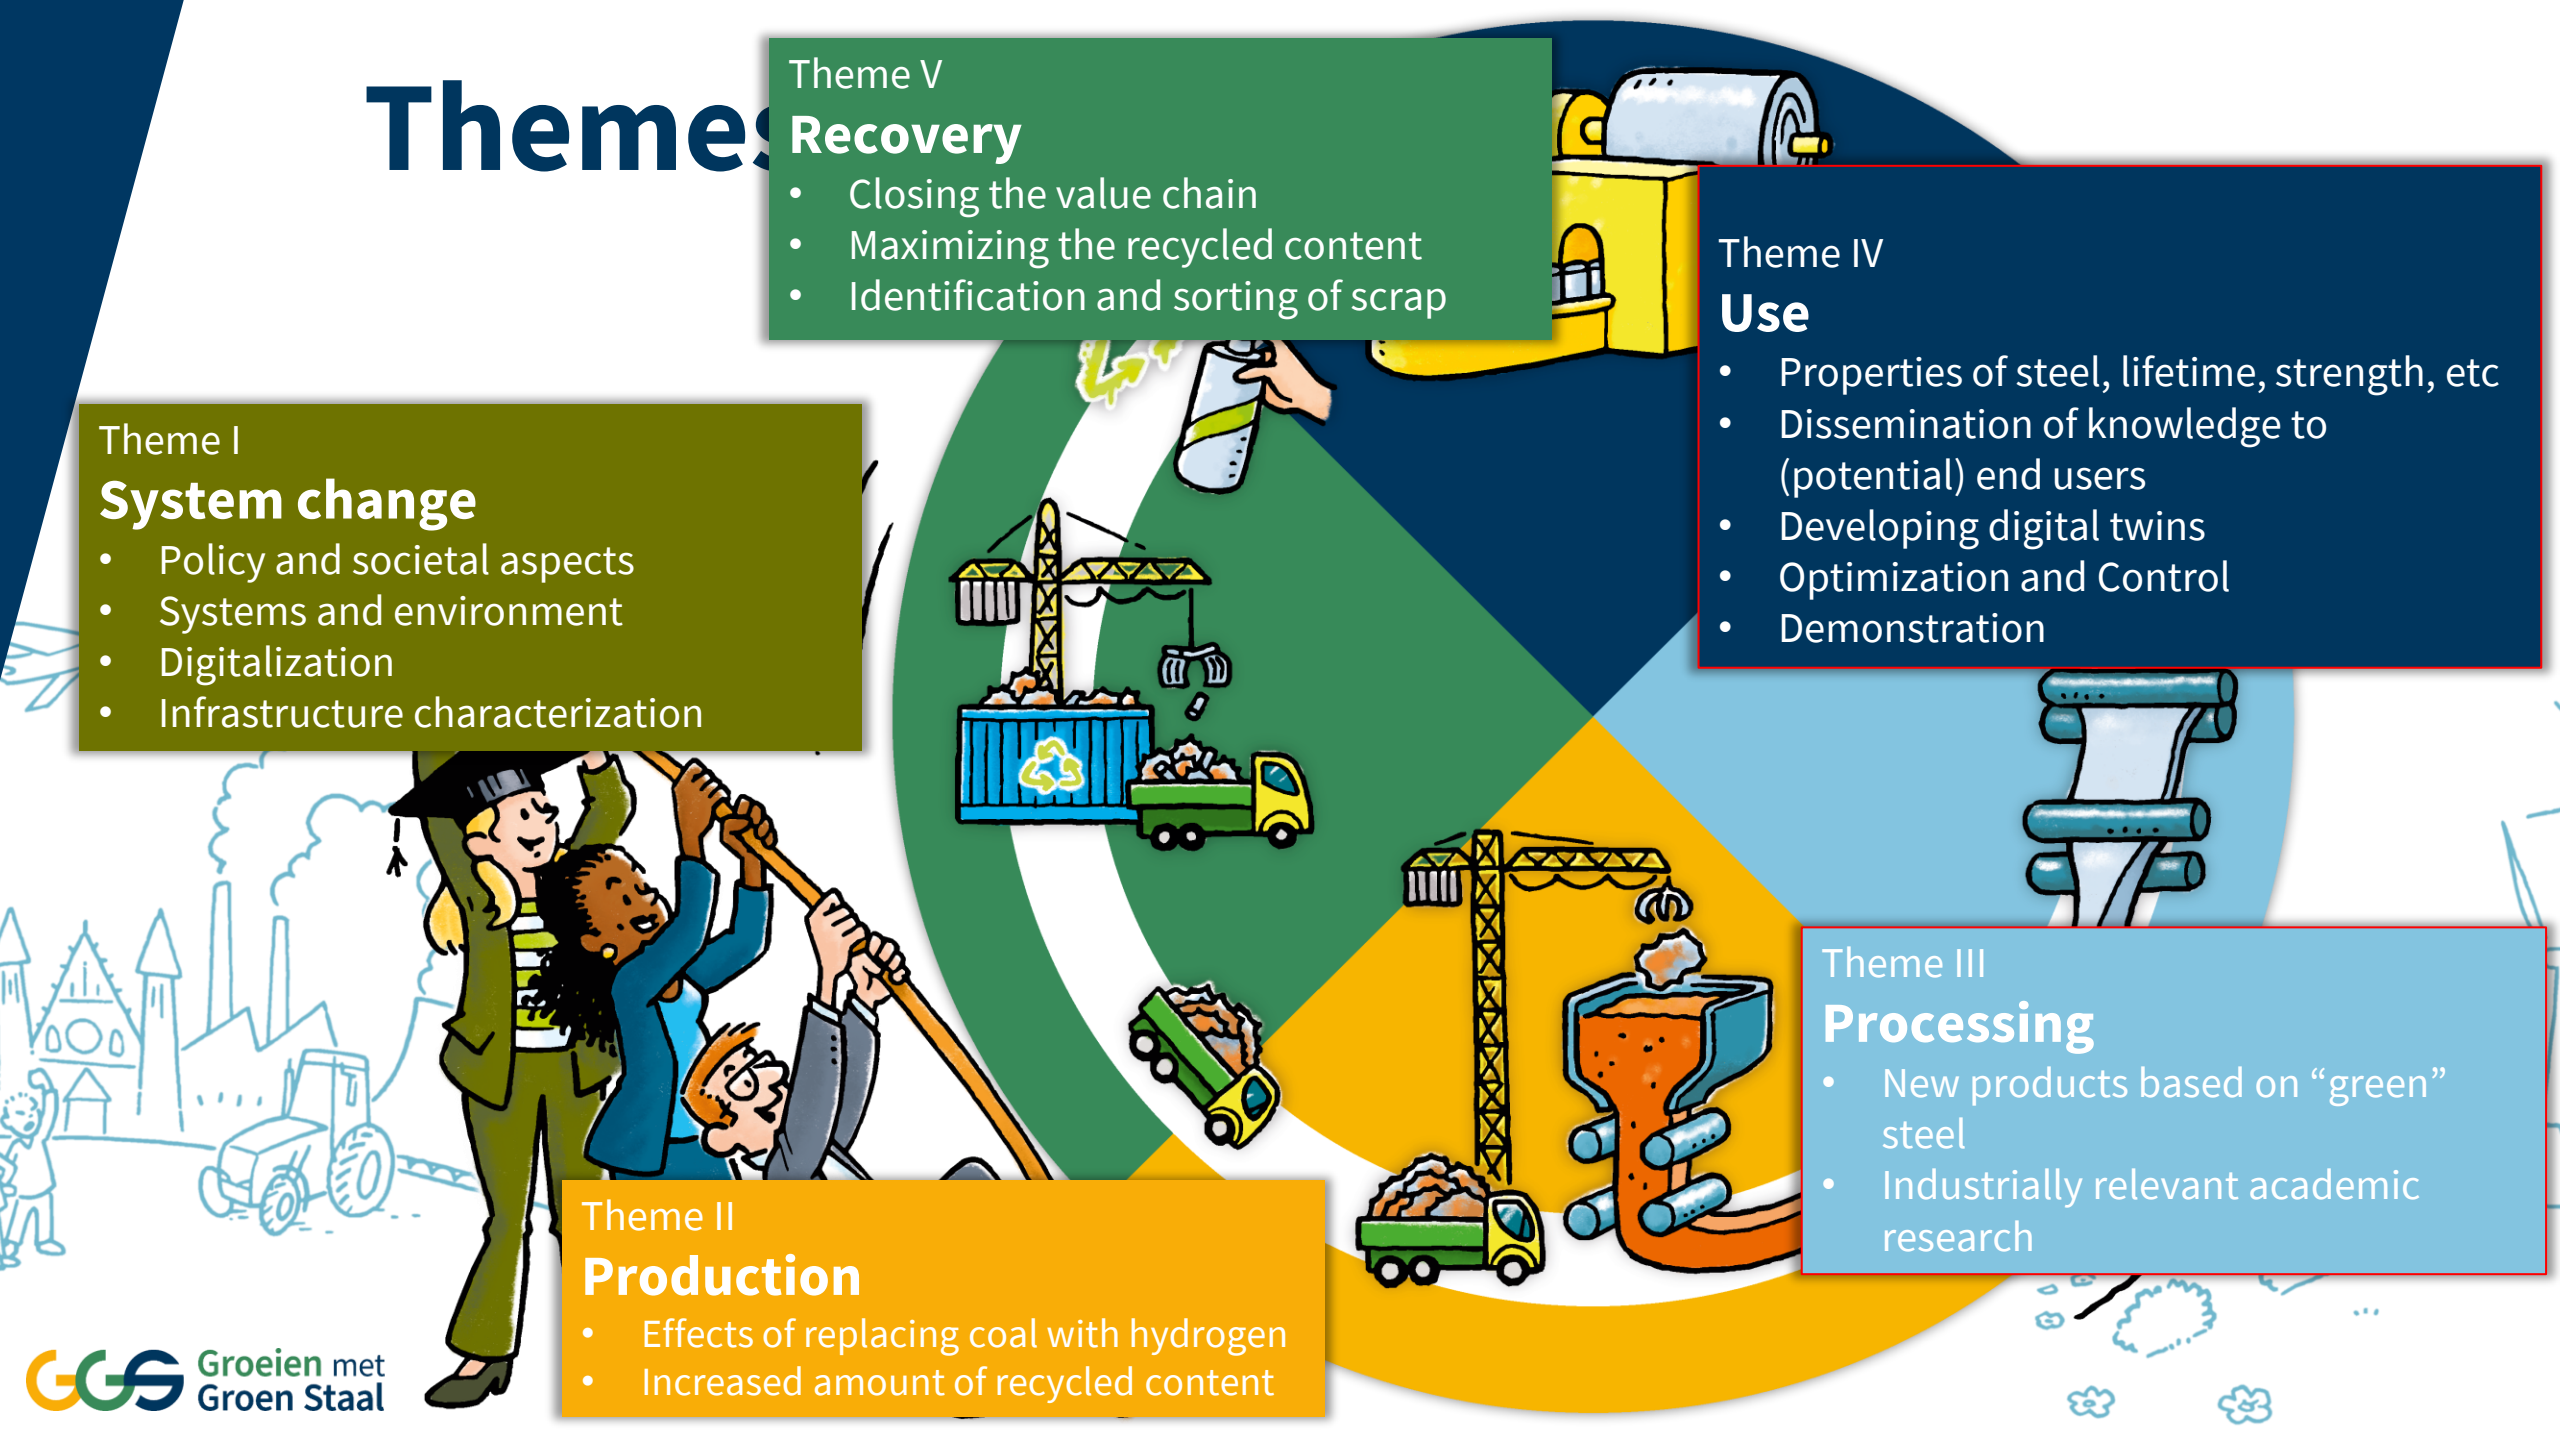 Themes
Theme V
Recovery
• Closing the value chain
• Maximizing the recycled content
• Identification and sorting of scrap
Theme IV
Use
• Properties of steel, lifetime, strength, etc
• Dissemination of knowledge to
(potential) end users
• Developing digital twins
• Optimization and Control
• Demonstration
Theme I
System change
• Policy and societal aspects
• Systems and environment
• Digitalization
• Infrastructure characterization
Theme III
Processing
• New products based on “green”
steel
• Industrially relevant academic
research
Theme II
Production
• Effects of replacing coal with hydrogen
• Increased amount of recycled content
GGS Groeien met
Groen Staal